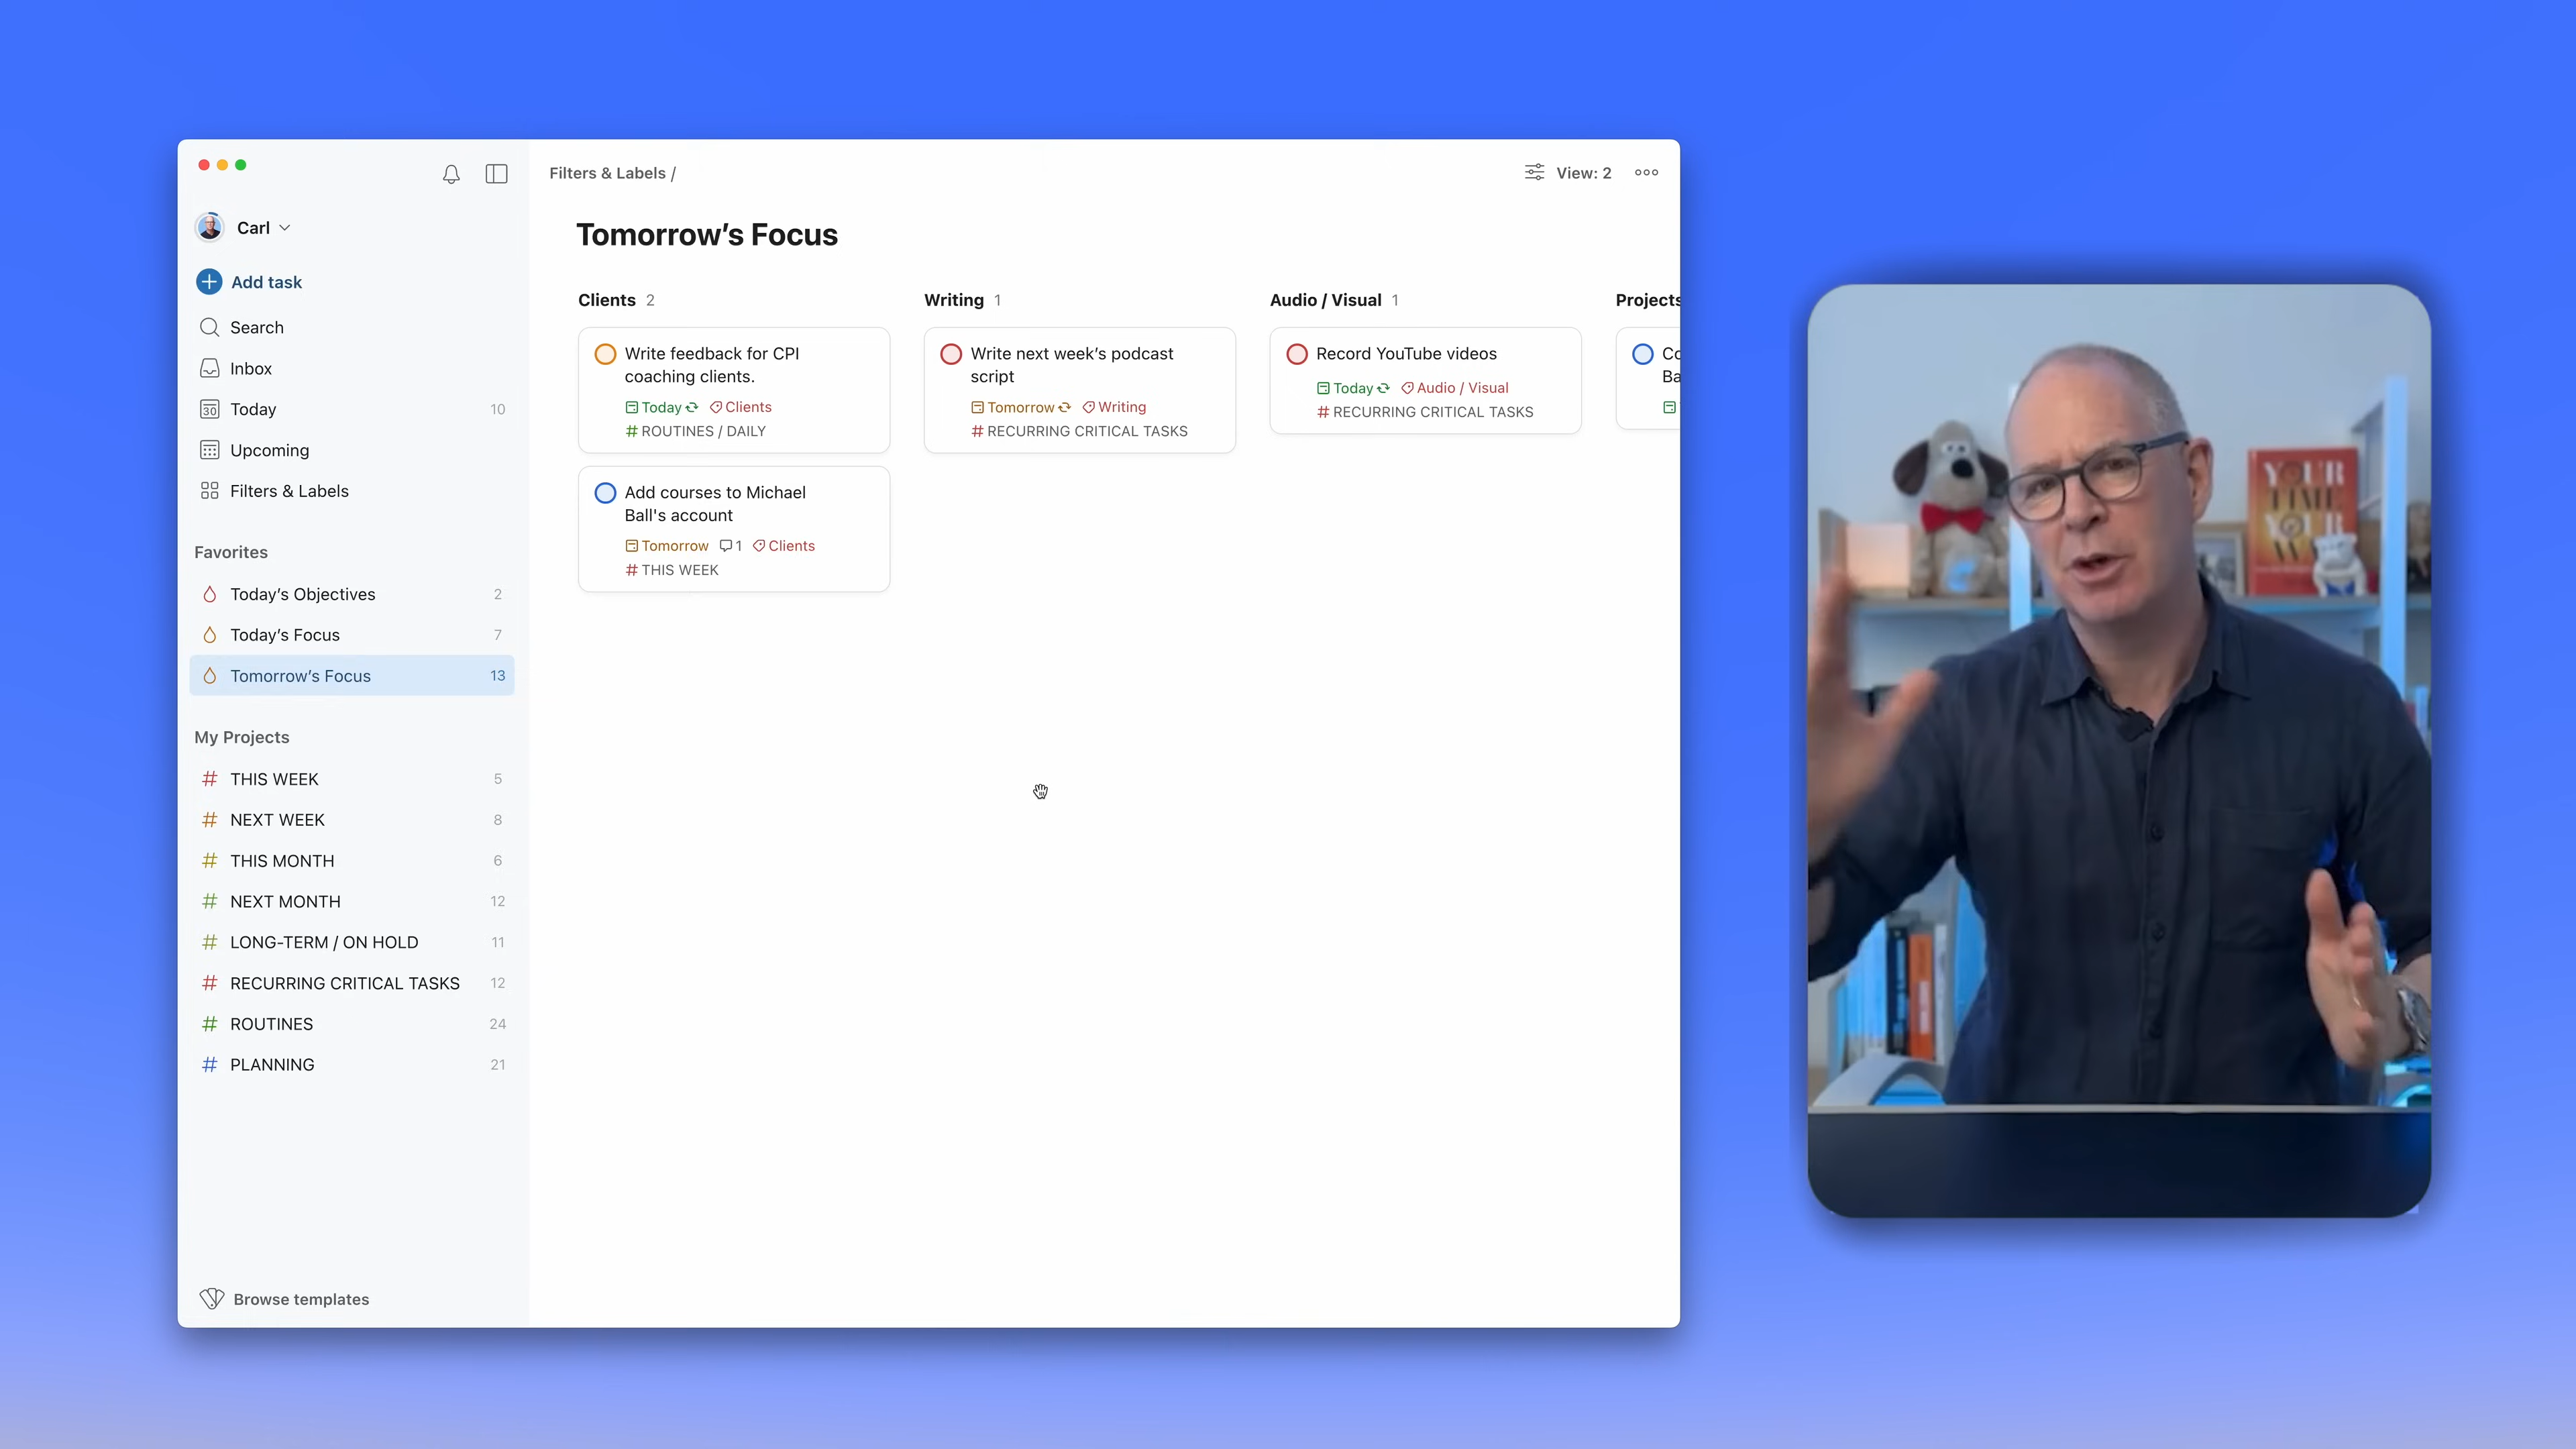 Filters & Labels /
View: 2
Carl
Add task
Search
Inbox
30 Today 10
Upcoming
Filters & Labels
Favorites
Today's Objectives 2
Today's Focus 7
Tomorrow's Focus 13
My Projects
# THIS WEEK 5
# NEXT WEEK 8
# THIS MONTH 6
# NEXT MONTH 12
# LONG-TERM / ON HOLD 11
# RECURRING CRITICAL TASKS 12
# ROUTINES 24
# PLANNING 21
Browse templates
Tomorrow's Focus
Clients 2
Write feedback for CPI
coaching clients.
Today Clients
# ROUTINES / DAILY
Add courses to Michael
Ball's account
Tomorrow 1 Clients
# THIS WEEK
Writing 1
Write next week's podcast
script
Tomorrow Writing
# RECURRING CRITICAL TASKS
Audio / Visual 1
Record YouTube videos
Today Audio / Visual
# RECURRING CRITICAL TASKS
Projects
YOUR
TIME
YOUR